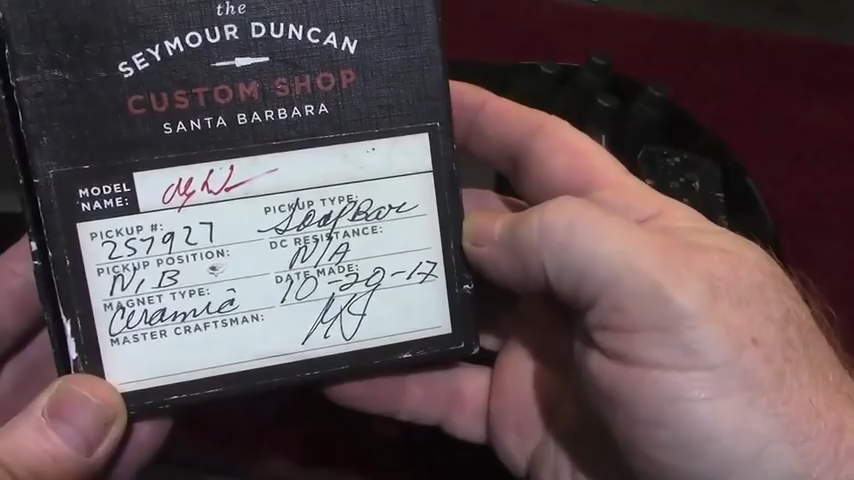 the
SEYMOUR DUNCAN
CUSTOM SHOP
SANTA BARBARA
MODEL NAME:
PICKUP #: 257927
PICKUP TYPE: SoapBar
PICKUP POSITION: N, B
DC RESISTANCE: N/A
MAGNET TYPE: Ceramic
DATE MADE: 10-29-17
MASTER CRAFTSMAN: